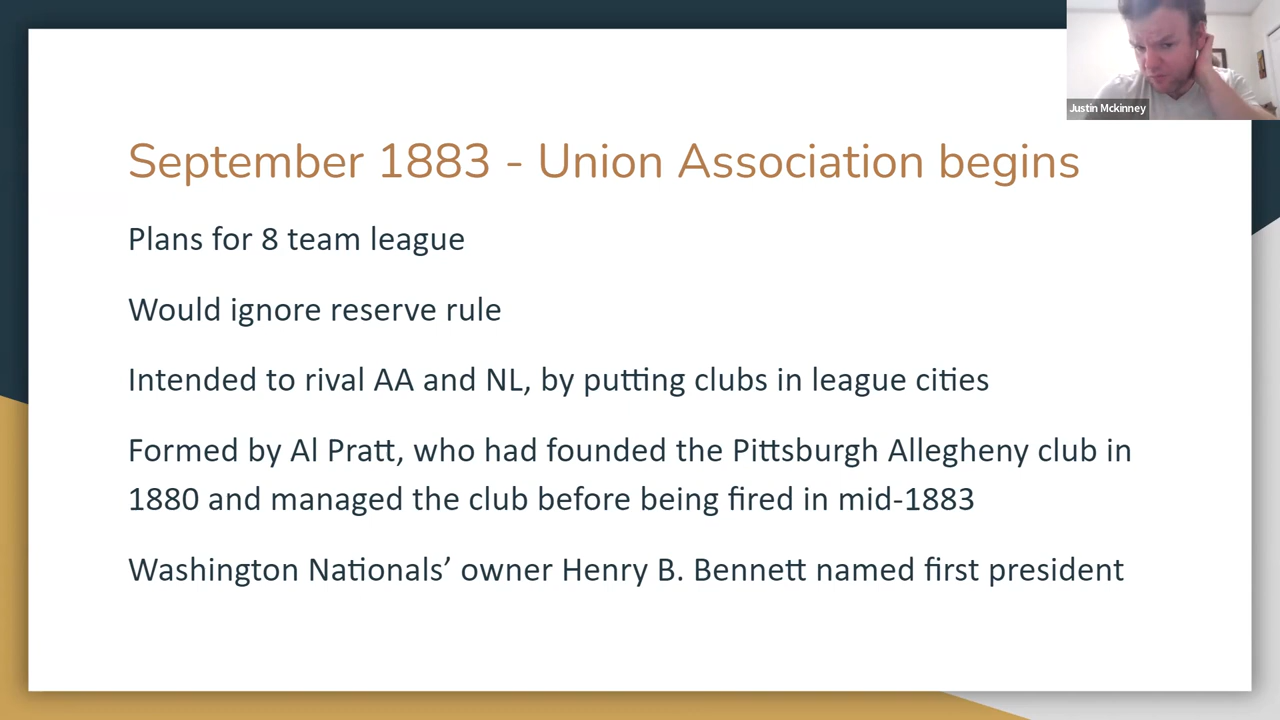 Justin Mckinney
September 1883 - Union Association begins
Plans for 8 team league
Would ignore reserve rule
Intended to rival AA and NL, by putting clubs in league cities
Formed by Al Pratt, who had founded the Pittsburgh Allegheny club in
1880 and managed the club before being fired in mid-1883
Washington Nationals’ owner Henry B. Bennett named first president